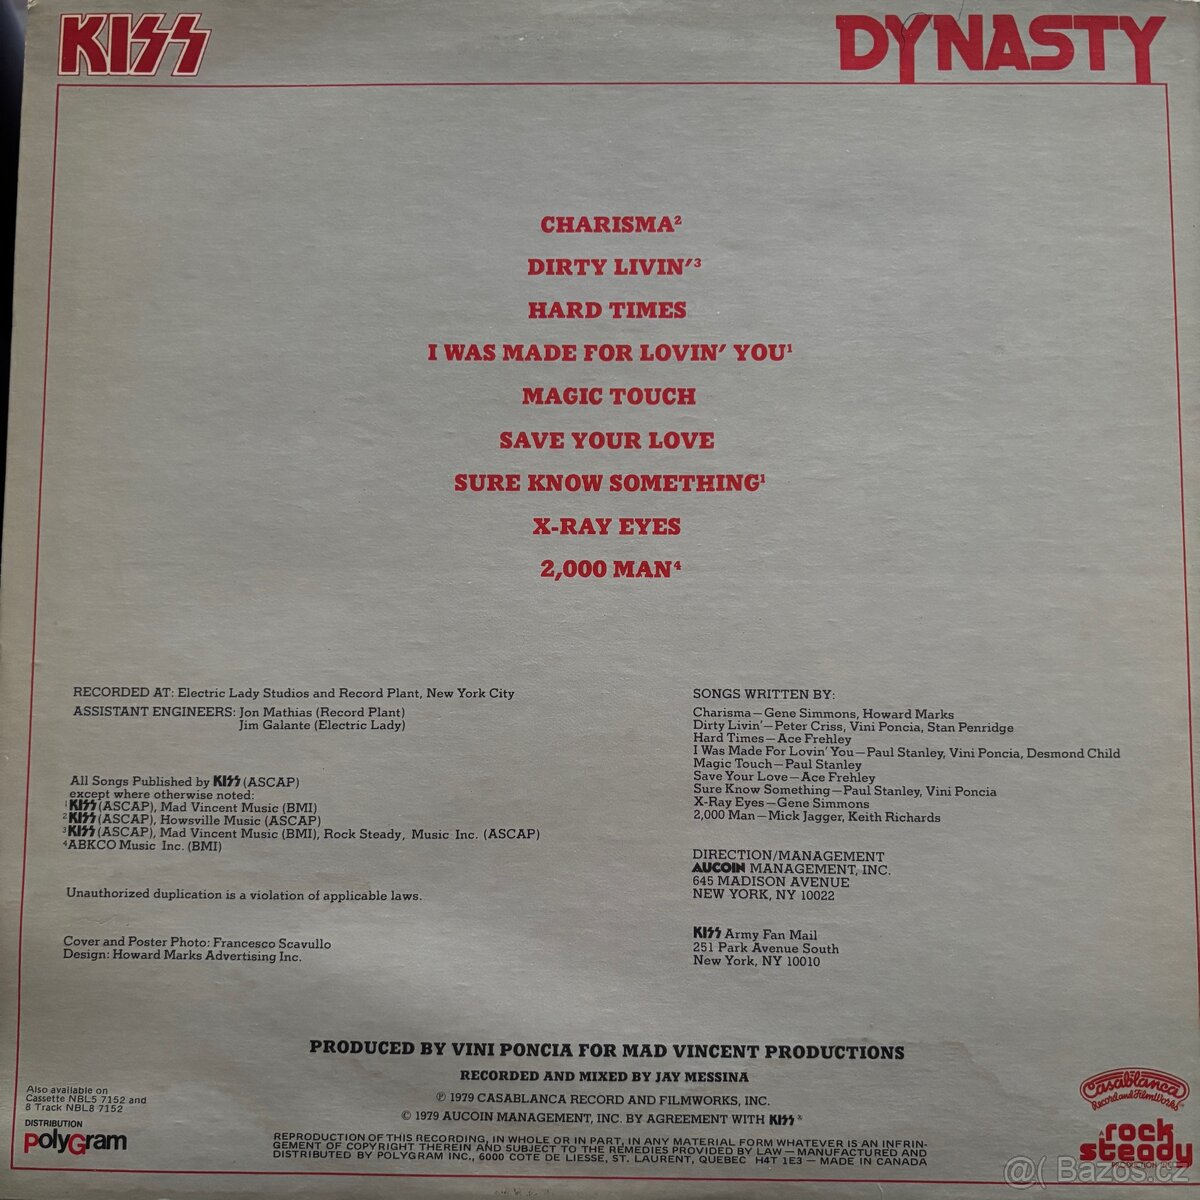 KISS
DYNASTY
CHARISMA²
DIRTY LIVIN'³
HARD TIMES
I WAS MADE FOR LOVIN' YOU¹
MAGIC TOUCH
SAVE YOUR LOVE
SURE KNOW SOMETHING¹
X-RAY EYES
2,000 MAN⁴
RECORDED AT: Electric Lady Studios and Record Plant, New York City
ASSISTANT ENGINEERS: Jon Mathias (Record Plant)
Jim Galante (Electric Lady)
All Songs Published by KISS (ASCAP)
except where otherwise noted:
¹KISS (ASCAP), Mad Vincent Music (BMI)
²KISS (ASCAP), Howsville Music (ASCAP)
³KISS (ASCAP), Mad Vincent Music (BMI), Rock Steady, Music Inc. (ASCAP)
⁴ABKCO Music Inc. (BMI)
Unauthorized duplication is a violation of applicable laws.
Cover and Poster Photo: Francesco Scavullo
Design: Howard Marks Advertising Inc.
SONGS WRITTEN BY:
Charisma—Gene Simmons, Howard Marks
Dirty Livin'—Peter Criss, Vini Poncia, Stan Penridge
Hard Times—Ace Frehley
I Was Made For Lovin' You—Paul Stanley, Vini Poncia, Desmond Child
Magic Touch—Paul Stanley
Save Your Love—Ace Frehley
Sure Know Something—Paul Stanley, Vini Poncia
X-Ray Eyes—Gene Simmons
2,000 Man—Mick Jagger, Keith Richards
DIRECTION/MANAGEMENT
AUCOIN MANAGEMENT, INC.
645 MADISON AVENUE
NEW YORK, NY 10022
KISS Army Fan Mail
251 Park Avenue South
New York, NY 10010
PRODUCED BY VINI PONCIA FOR MAD VINCENT PRODUCTIONS
RECORDED AND MIXED BY JAY MESSINA
℗ 1979 CASABLANCA RECORD AND FILMWORKS, INC.
© 1979 AUCOIN MANAGEMENT, INC. BY AGREEMENT WITH KISS®
REPRODUCTION OF THIS RECORDING, IN WHOLE OR IN PART, IN ANY MATERIAL FORM WHATEVER IS AN INFRIN-
GEMENT OF COPYRIGHT THEREIN AND SUBJECT TO THE REMEDIES PROVIDED BY LAW — MANUFACTURED AND
DISTRIBUTED BY POLYGRAM INC., 6000 COTE DE LIESSE, ST. LAURENT, QUEBEC H4T 1E3 — MADE IN CANADA
Also available on
Cassette NBL5 7152 and
8 Track NBL8 7152
DISTRIBUTION
PolyGram
Casablanca
Record and FilmWorks
A rock
steady
PRODUCTION
@( Bazos.cz